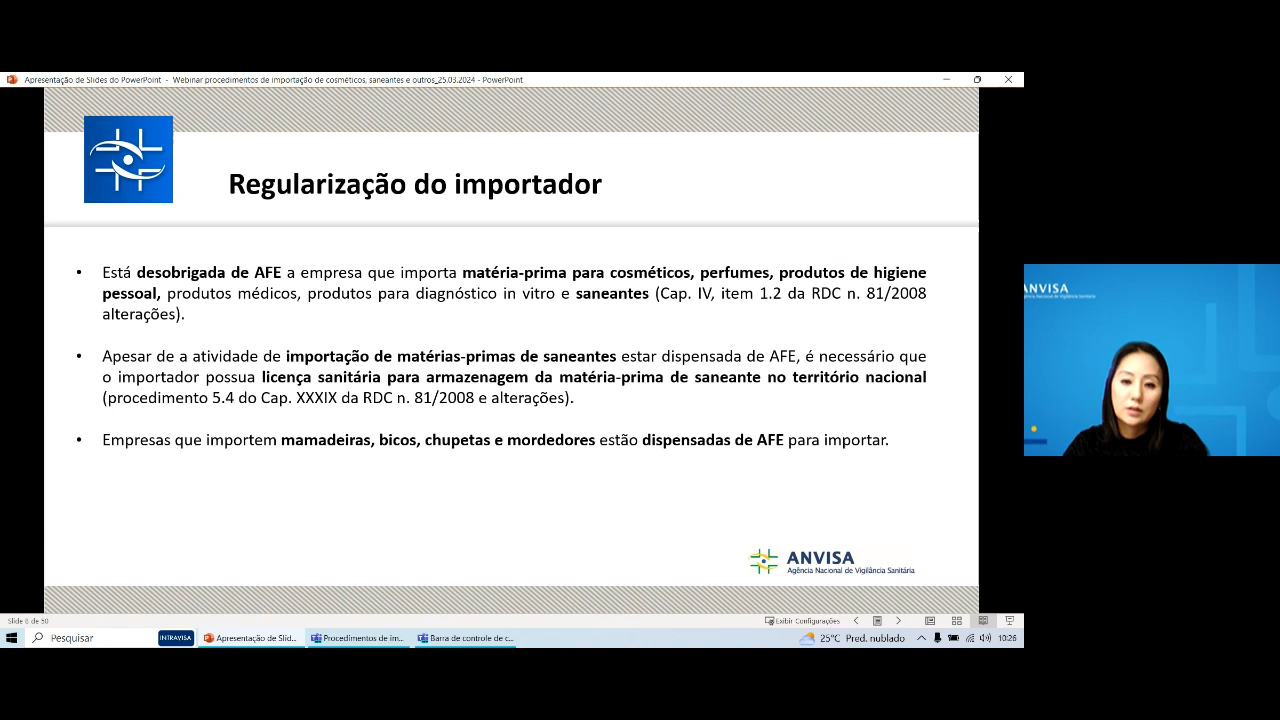 Apresentação de Slides do PowerPoint - Webinar procedimentos de importação de cosméticos, saneantes e outros_25.03.2024 - PowerPoint
Regularização do importador
• Está desobrigada de AFE a empresa que importa matéria-prima para cosméticos, perfumes, produtos de higiene
pessoal, produtos médicos, produtos para diagnóstico in vitro e saneantes (Cap. IV, item 1.2 da RDC n. 81/2008
alterações).
• Apesar de a atividade de importação de matérias-primas de saneantes estar dispensada de AFE, é necessário que
o importador possua licença sanitária para armazenagem da matéria-prima de saneante no território nacional
(procedimento 5.4 do Cap. XXXIX da RDC n. 81/2008 e alterações).
• Empresas que importem mamadeiras, bicos, chupetas e mordedores estão dispensadas de AFE para importar.
ANVISA
Agência Nacional de Vigilância Sanitária
ANVISA
Agência Nacional de Vigilância Sanitária
Slide 8 de 50
Exibir Configurações
Pesquisar
INTRAVISA
Apresentação de Slid...
Procedimentos de im...
Barra de controle de c...
25°C Pred. nublado
10:26